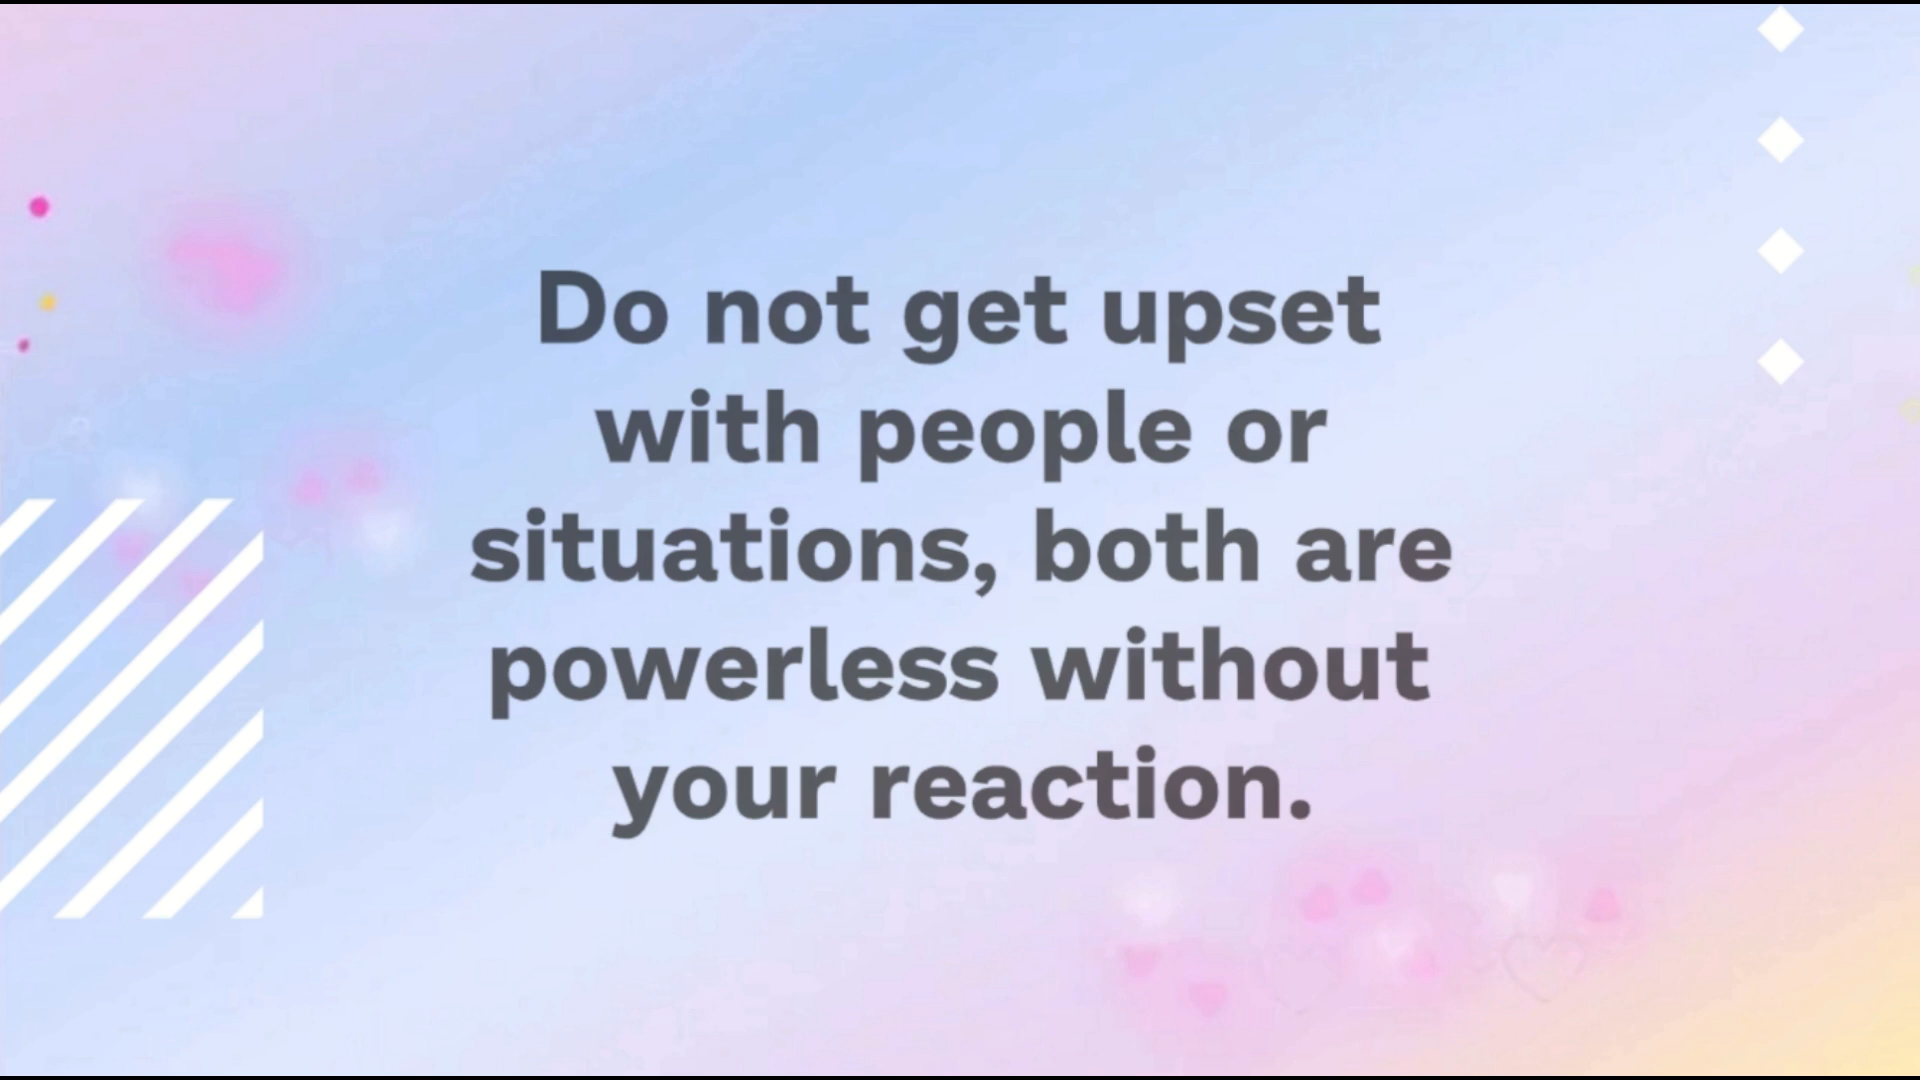 Do not get upset
with people or
situations, both are
powerless without
your reaction.